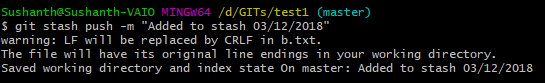 Sushanth@Sushanth-VAIO MINGW64 /d/GITs/test1 (master)
$ git stash push -m "Added to stash 03/12/2018"
warning: LF will be replaced by CRLF in b.txt.
The file will have its original line endings in your working directory.
Saved working directory and index state On master: Added to stash 03/12/2018